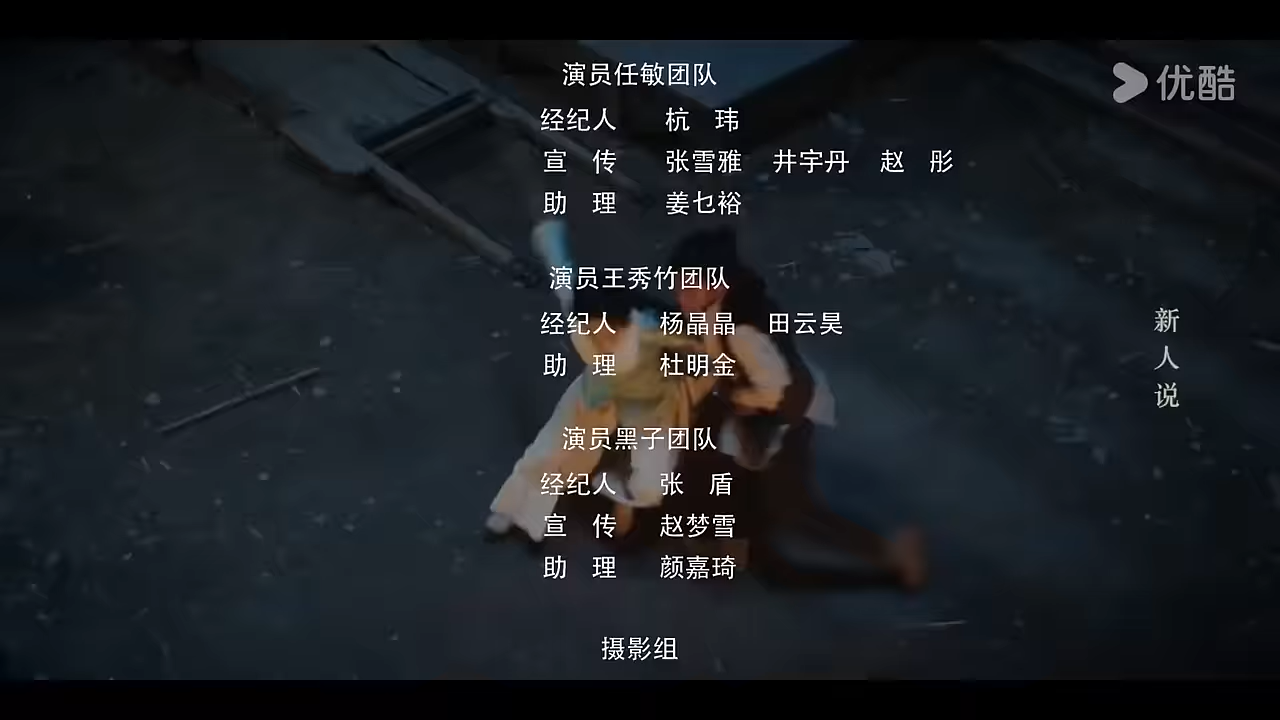 优酷
演员任敏团队
经纪人 杭 玮
宣 传 张雪雅 井宇丹 赵 彤
助 理 姜乜裕
演员王秀竹团队
经纪人 杨晶晶 田云昊
助 理 杜明金
演员黑子团队
经纪人 张 盾
宣 传 赵梦雪
助 理 颜嘉琦
摄影组
新人说